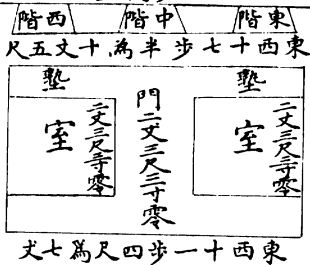 東階
中階
西階
東西十七步半為十丈五尺
塾
室
二丈三尺三寸零
門二丈三尺三寸零
塾
室
二丈三尺三寸零
東西十一步四尺爲七丈